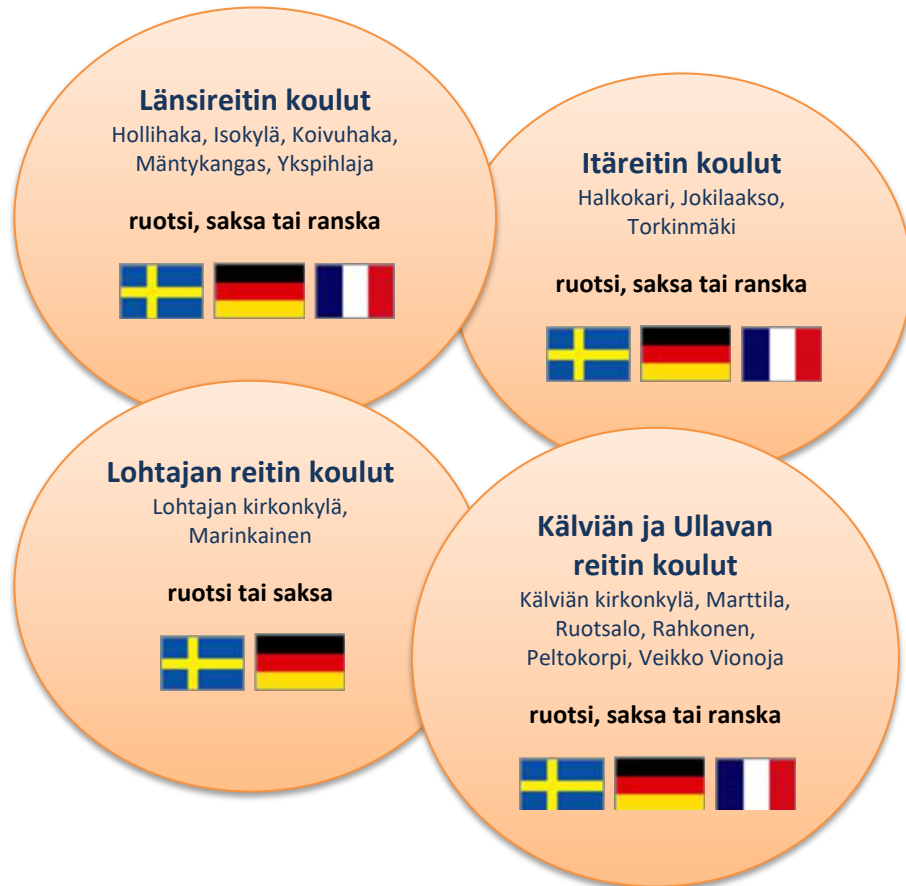 Länsireitin koulut
Hollihaka, Isokylä, Koivuhaka,
Mäntykangas, Ykspihlaja
ruotsi, saksa tai ranska
Itäreitin koulut
Halkokari, Jokilaakso,
Torkinmäki
ruotsi, saksa tai ranska
Lohtajan reitin koulut
Lohtajan kirkonkylä,
Marinkainen
ruotsi tai saksa
Kälviän ja Ullavan
reitin koulut
Kälviän kirkonkylä, Marttila,
Ruotsalo, Rahkonen,
Peltokorpi, Veikko Vionoja
ruotsi, saksa tai ranska